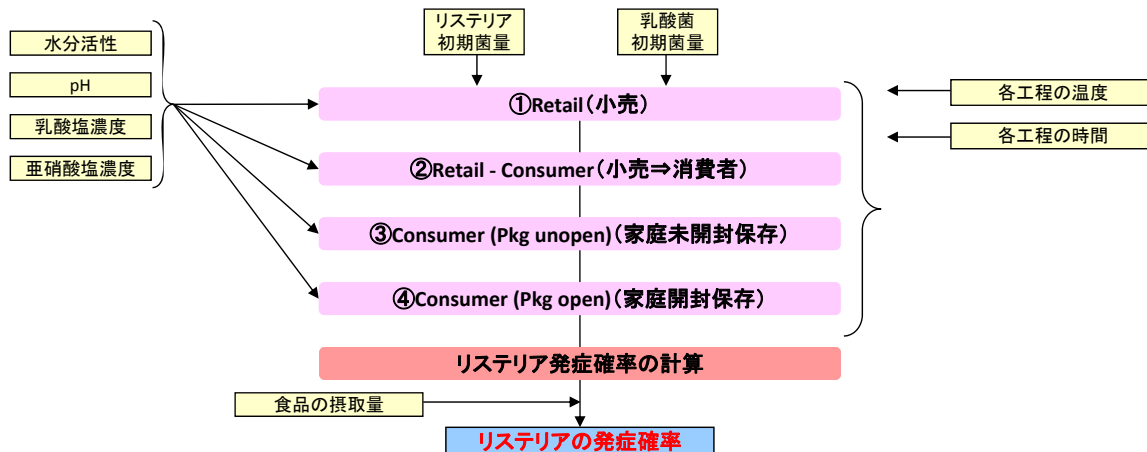 リステリア
初期菌量
乳酸菌
初期菌量
水分活性
pH
乳酸塩濃度
亜硝酸塩濃度
①Retail(小売)
②Retail - Consumer(小売⇒消費者)
③Consumer (Pkg unopen)(家庭未開封保存)
④Consumer (Pkg open)(家庭開封保存)
各工程の温度
各工程の時間
リステリア発症確率の計算
食品の摂取量
リステリアの発症確率